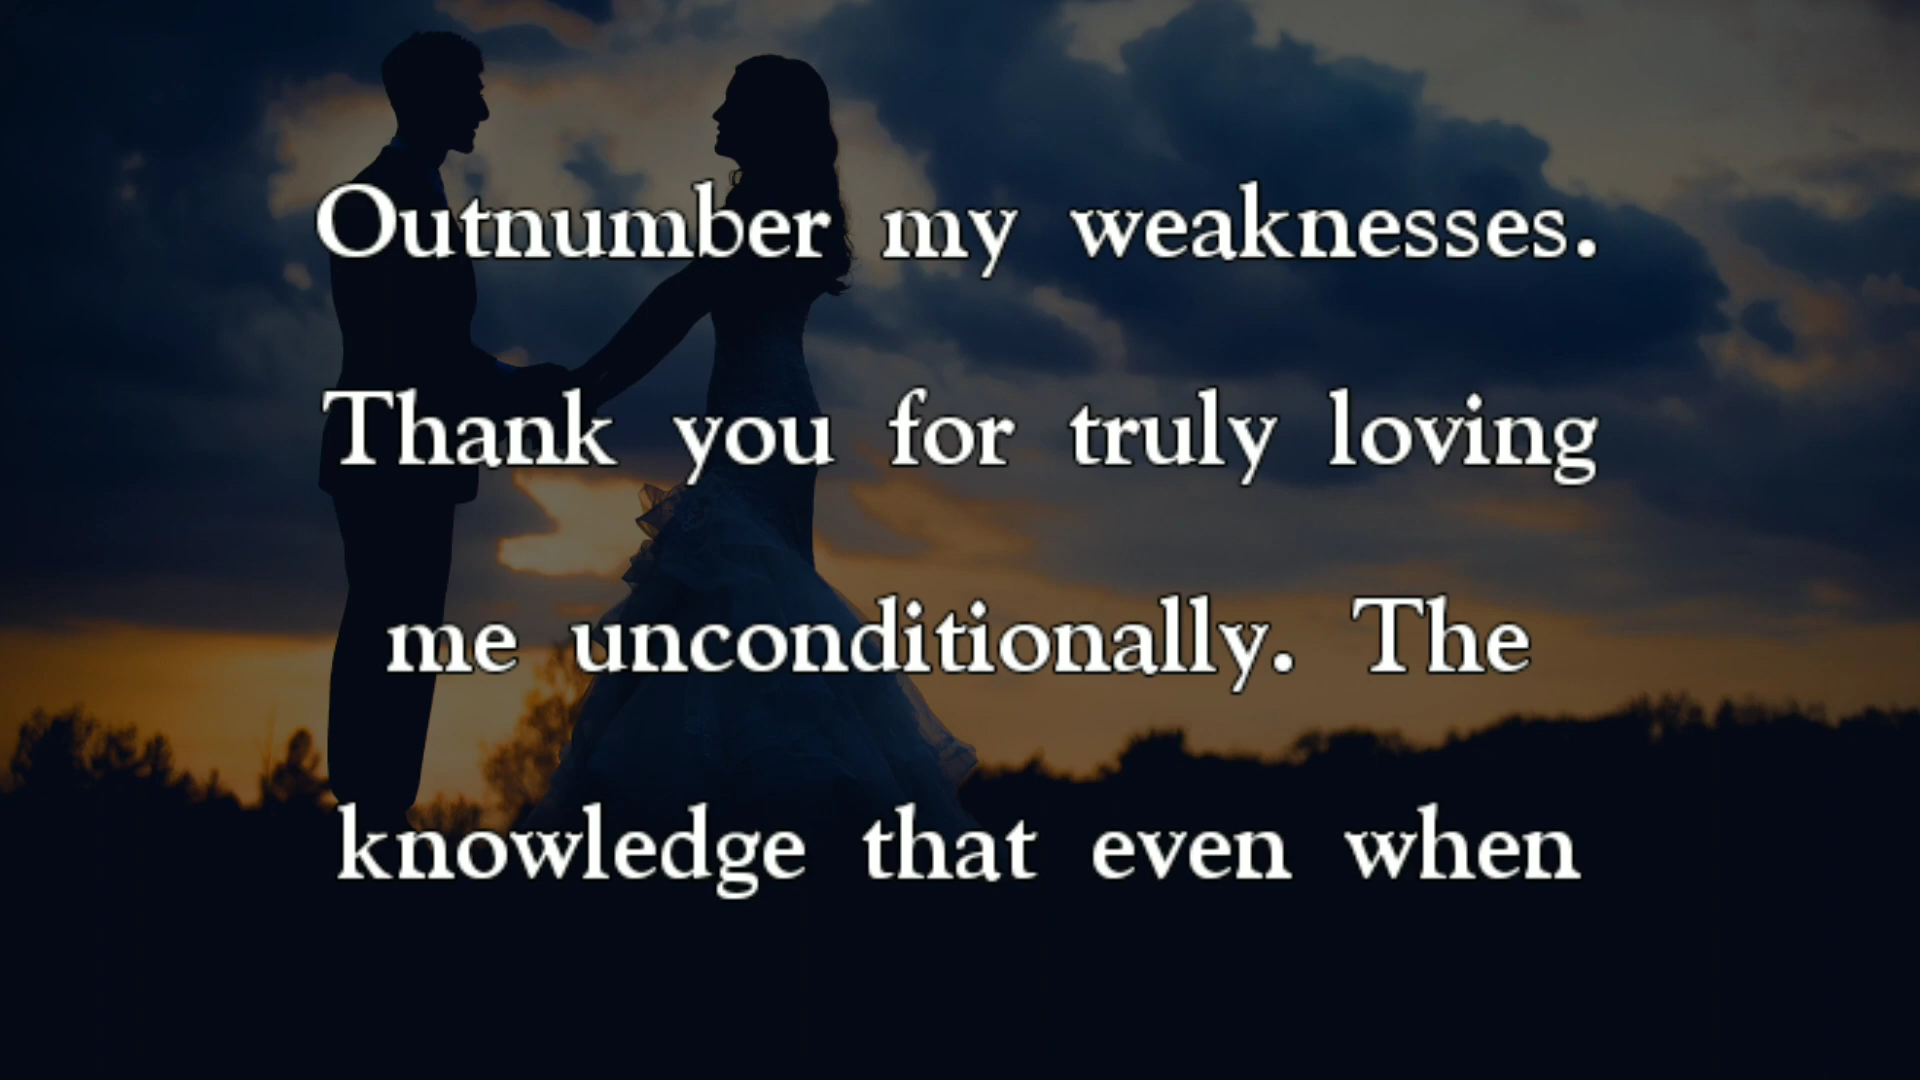 Outnumber my weaknesses.
Thank you for truly loving
me unconditionally. The
knowledge that even when